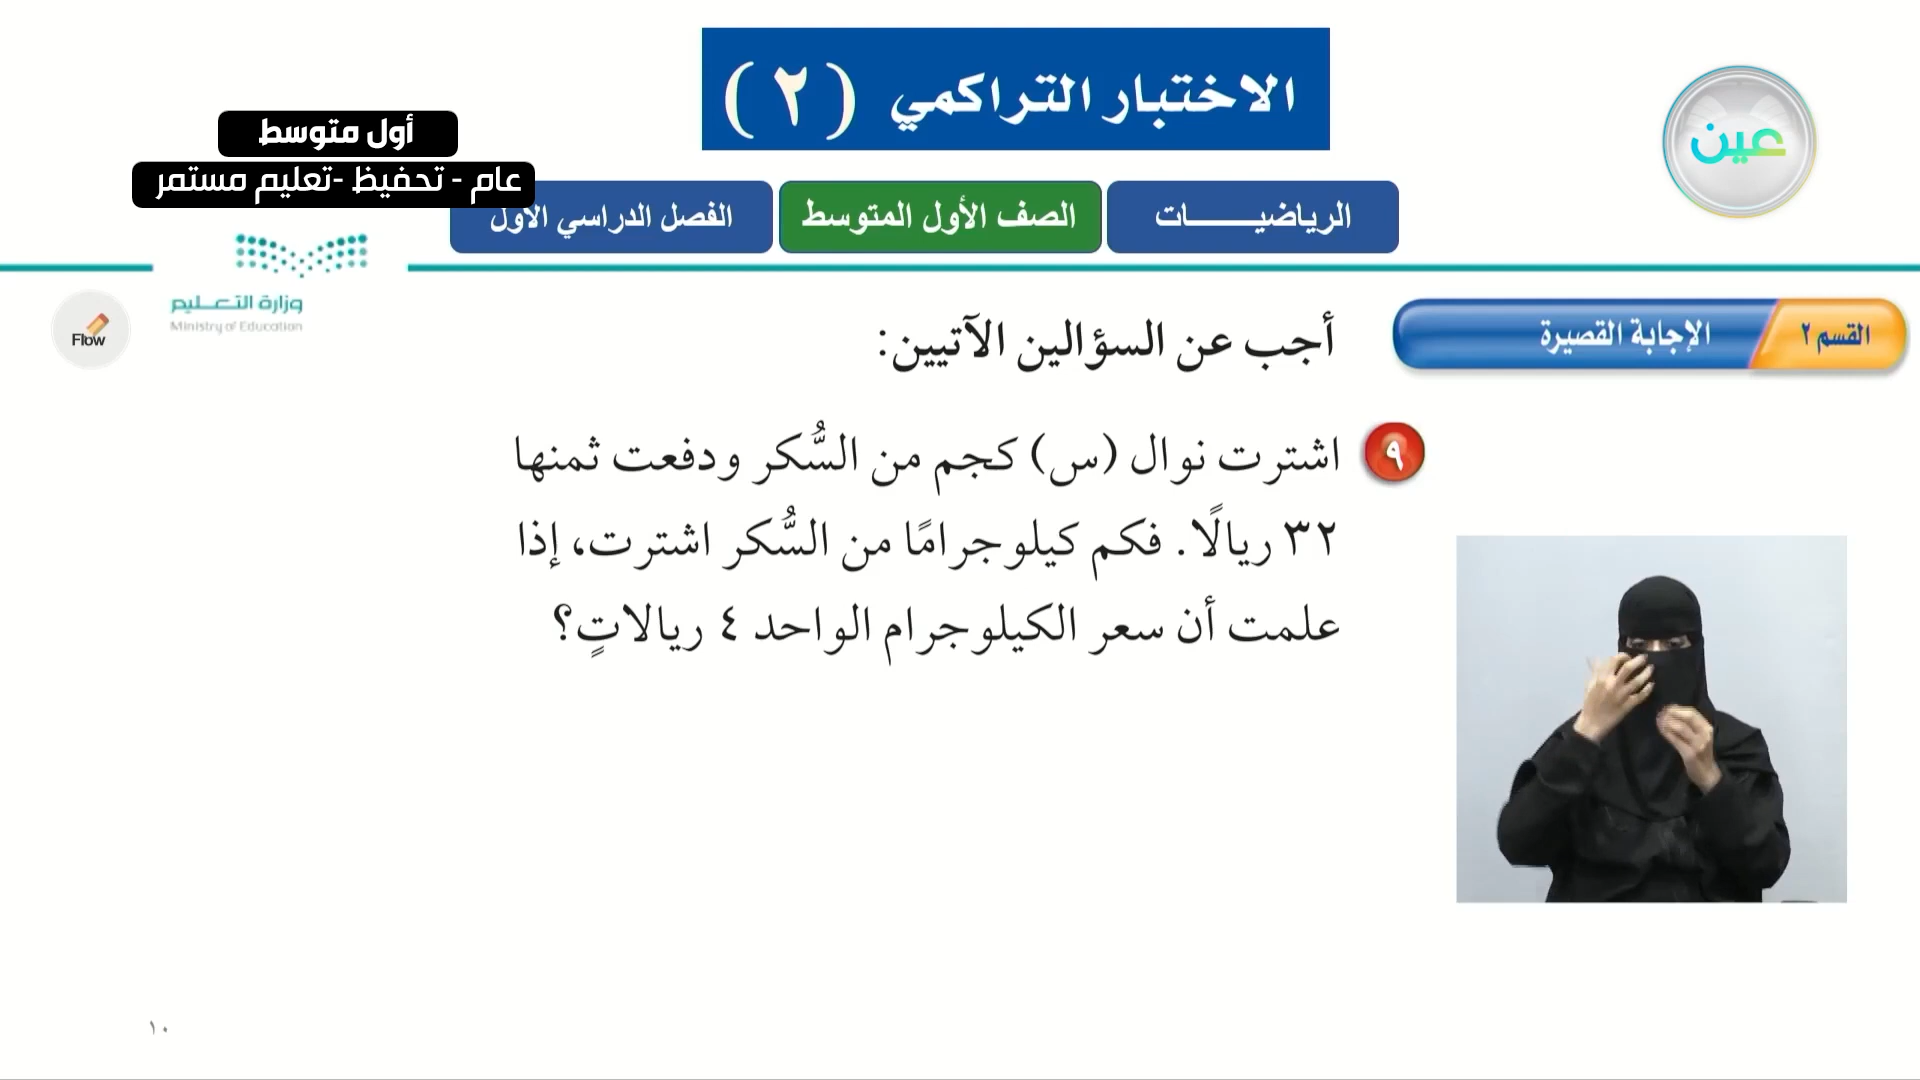 الاختبار التراكمي (٢)
عين
أول متوسط
عام - تحفيظ -تعليم مستمر
الرياضيـــــــات
الصف الأول المتوسط
الفصل الدراسي الأول
وزارة التعـليم
Ministry of Education
Flow
القسم ٢
الإجابة القصيرة
أجب عن السؤالين الآتيين:
٩
اشترت نوال (س) كجم من السُّكر ودفعت ثمنها
٣٢ ريالًا. فكم كيلوجرامًا من السُّكر اشترت، إذا
علمت أن سعر الكيلوجرام الواحد ٤ ريالاتٍ؟
١٠